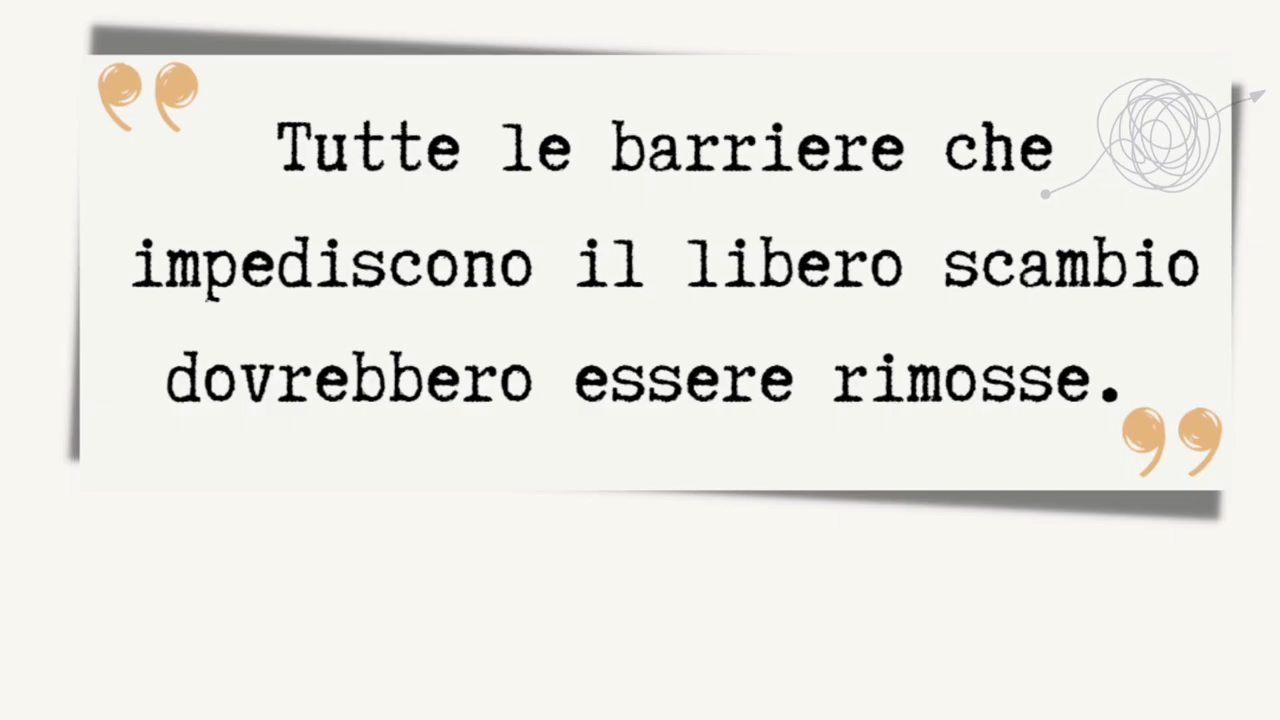 Tutte le barriere che
impediscono il libero scambio
dovrebbero essere rimosse.